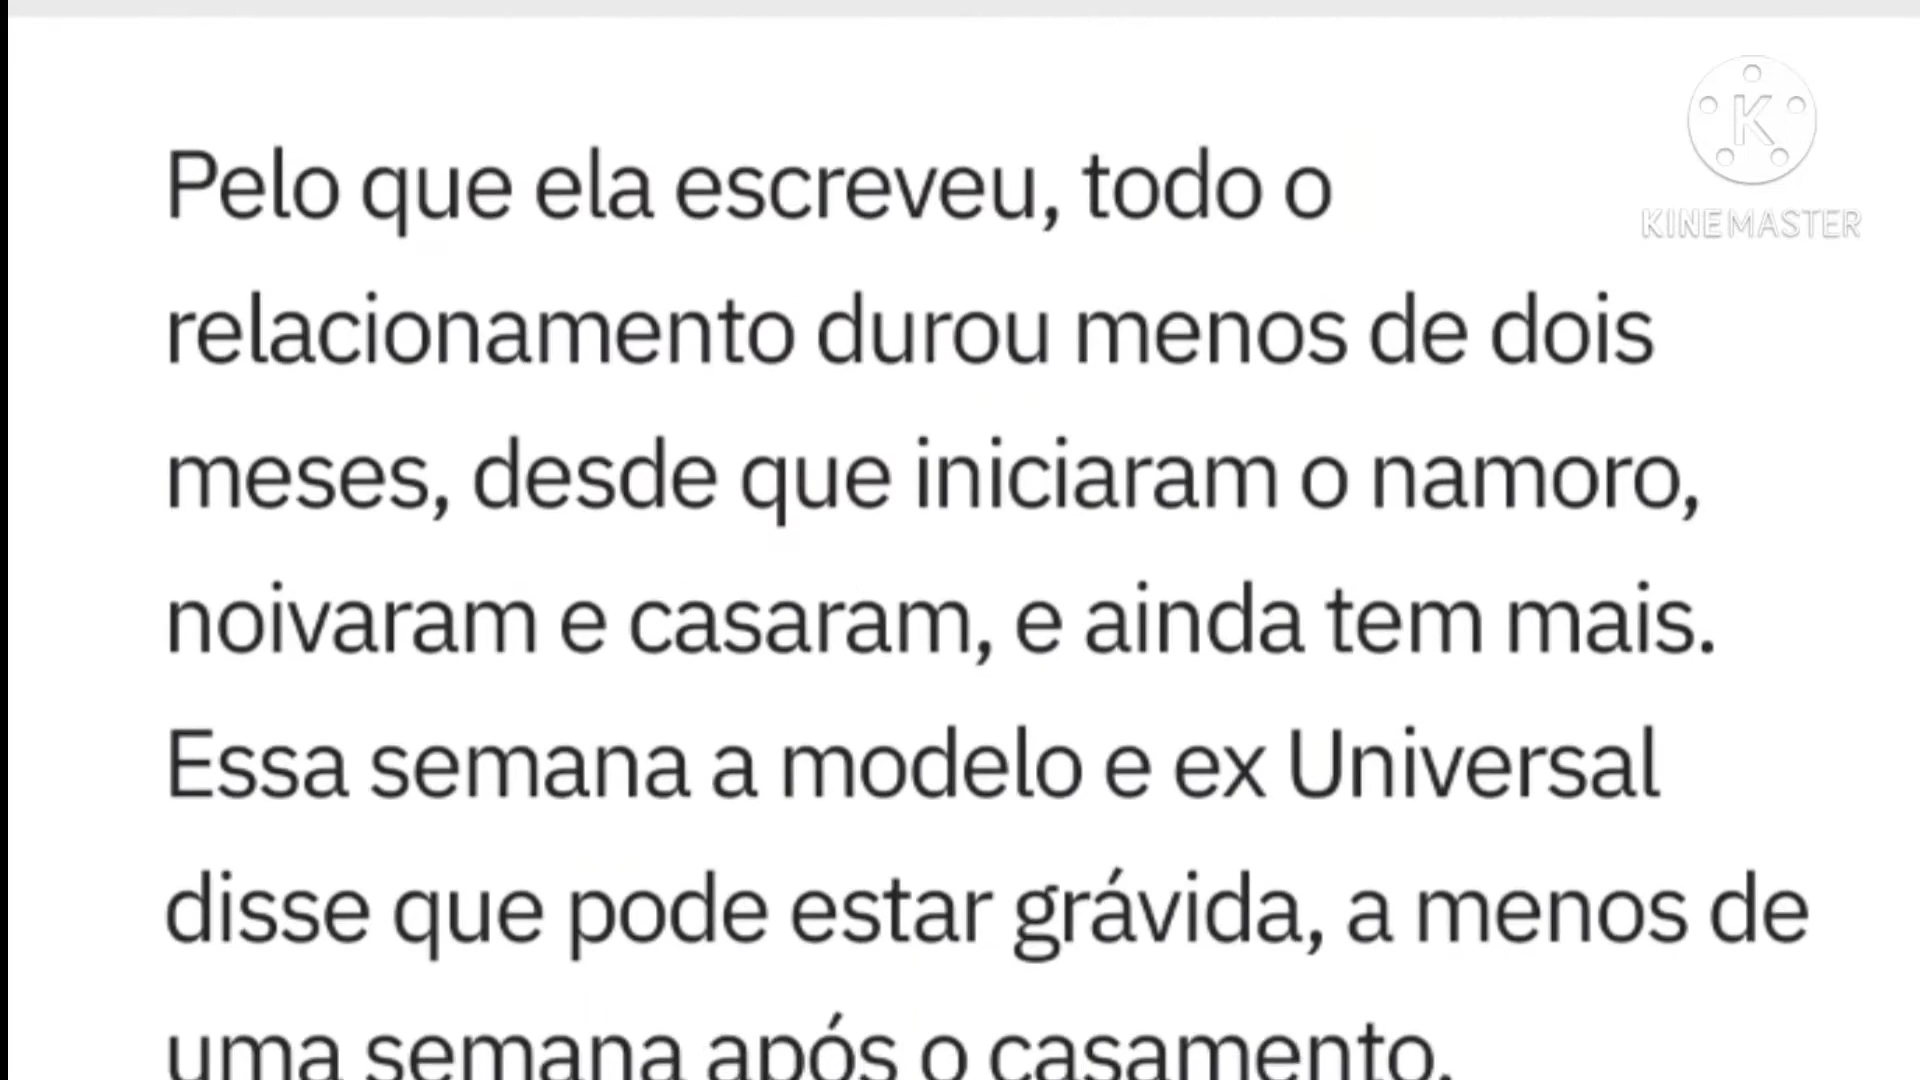 Pelo que ela escreveu, todo o
relacionamento durou menos de dois
meses, desde que iniciaram o namoro,
noivaram e casaram, e ainda tem mais.
Essa semana a modelo e ex Universal
disse que pode estar grávida, a menos de
uma semana após o casamento.
K
KINEMASTER